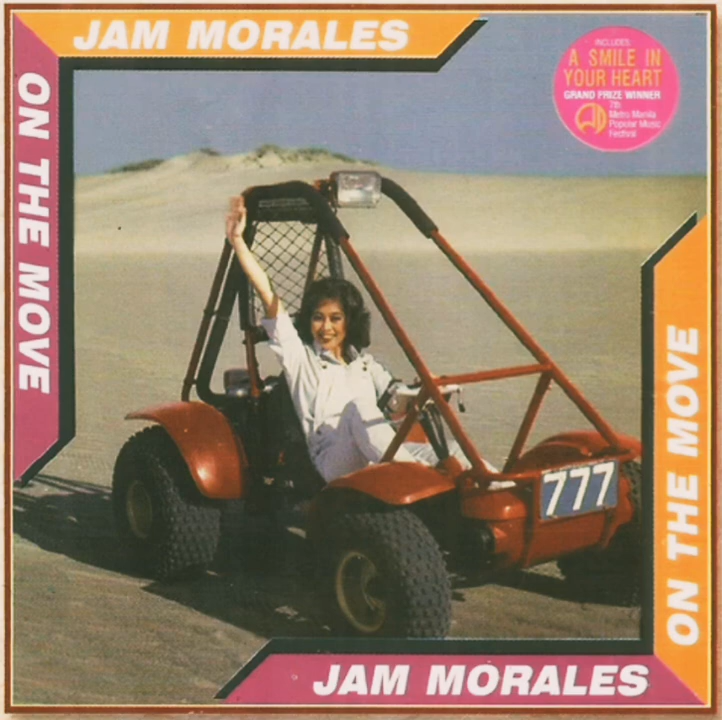 JAM MORALES
ON THE MOVE
INCLUDES
A SMILE IN
YOUR HEART
GRAND PRIZE WINNER
7th
Metro Manila
Popular Music
Festival
777
ON THE MOVE
JAM MORALES